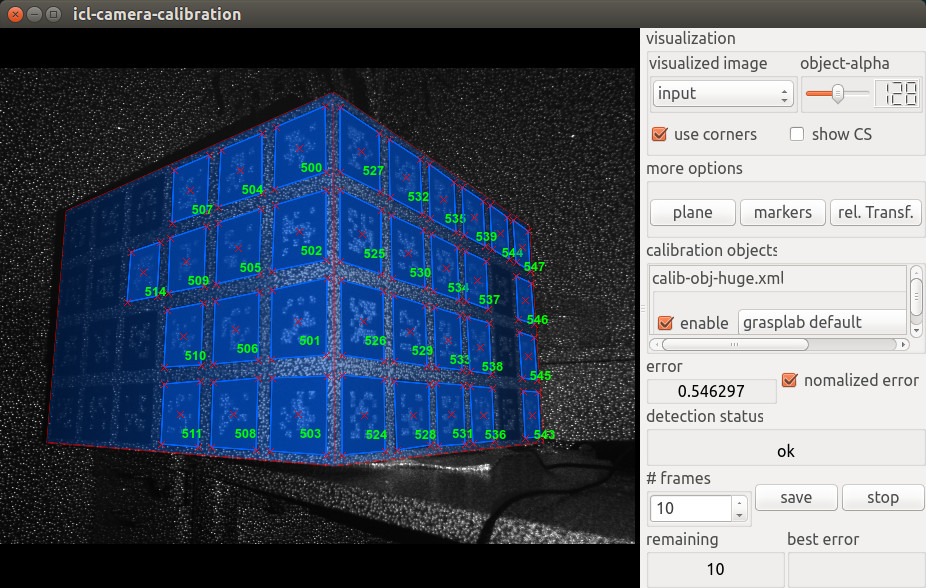 icl-camera-calibration
visualization
visualized image object-alpha
input
use corners show CS
more options
plane markers rel. Transf.
calibration objects
calib-obj-huge.xml
enable grasplab default
error
0.546297 nomalized error
detection status
ok
# frames
10 save stop
remaining best error
10
500 527
504 532
507 535
539
502 525 544
505 530 547
509 534
514 537
501 526 546
506 529
510 533
538 545
503 524
508 528 531 536 543
511